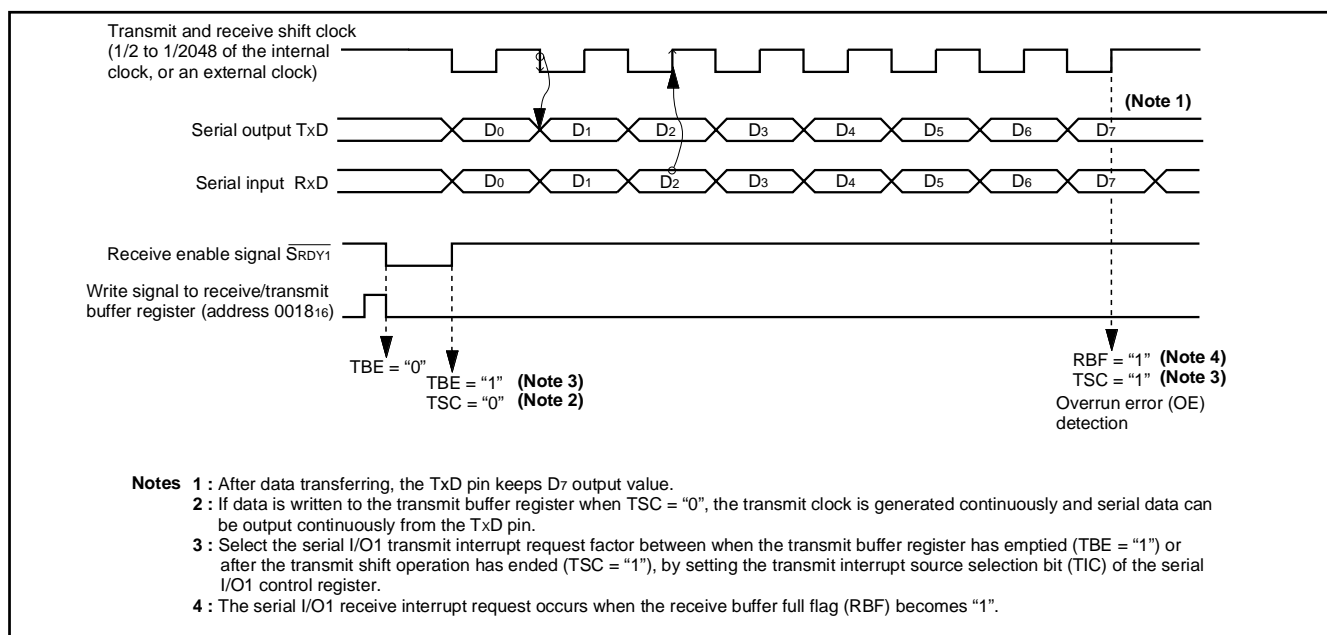 Transmit and receive shift clock
(1/2 to 1/2048 of the internal
clock, or an external clock)
(Note 1)
Serial output TxD
D0 D1 D2 D3 D4 D5 D6 D7
Serial input RxD
D0 D1 D2 D3 D4 D5 D6 D7
Receive enable signal SRDY1
Write signal to receive/transmit
buffer register (address 001816)
TBE = “0”
TBE = “1” (Note 3)
TSC = “0” (Note 2)
RBF = “1” (Note 4)
TSC = “1” (Note 3)
Overrun error (OE)
detection
Notes 1 : After data transferring, the TxD pin keeps D7 output value.
2 : If data is written to the transmit buffer register when TSC = “0”, the transmit clock is generated continuously and serial data can
be output continuously from the TxD pin.
3 : Select the serial I/O1 transmit interrupt request factor between when the transmit buffer register has emptied (TBE = “1”) or
after the transmit shift operation has ended (TSC = “1”), by setting the transmit interrupt source selection bit (TIC) of the serial
I/O1 control register.
4 : The serial I/O1 receive interrupt request occurs when the receive buffer full flag (RBF) becomes “1”.